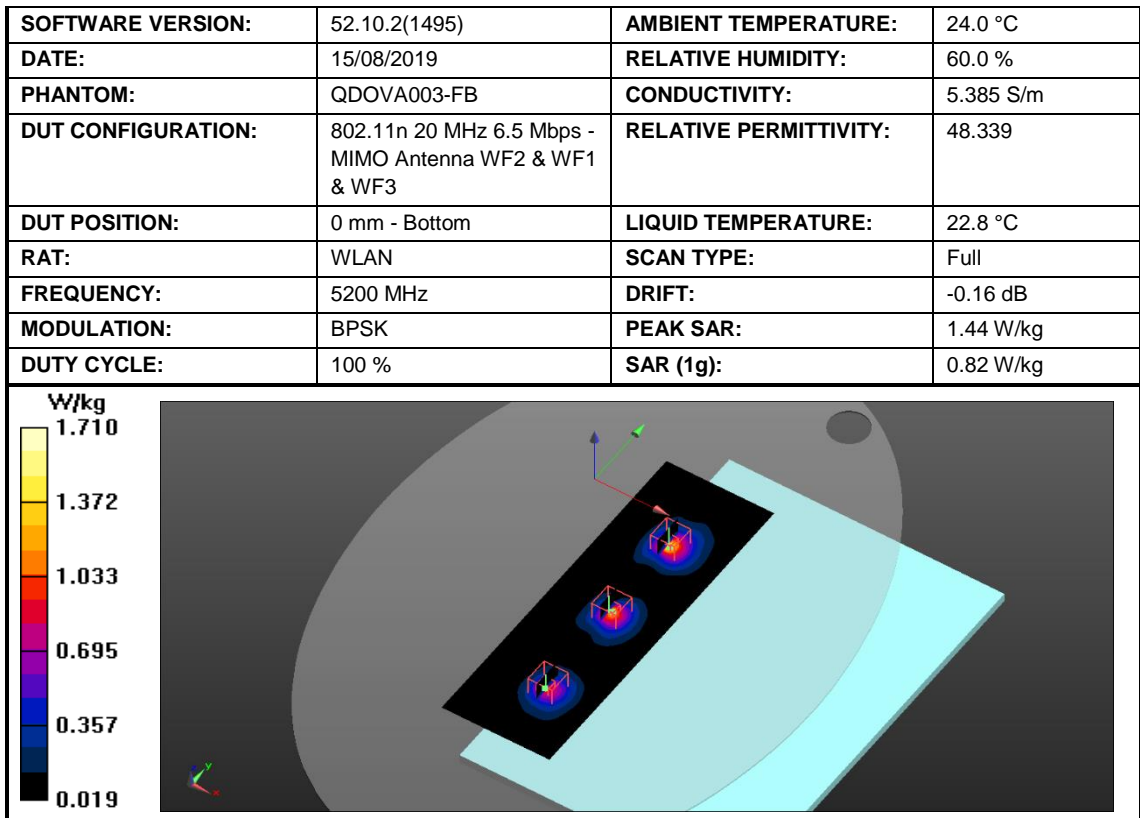 SOFTWARE VERSION: 52.10.2(1495) AMBIENT TEMPERATURE: 24.0 °C
DATE: 15/08/2019 RELATIVE HUMIDITY: 60.0 %
PHANTOM: QDOVA003-FB CONDUCTIVITY: 5.385 S/m
DUT CONFIGURATION: 802.11n 20 MHz 6.5 Mbps - RELATIVE PERMITTIVITY: 48.339
MIMO Antenna WF2 & WF1
& WF3
DUT POSITION: 0 mm - Bottom LIQUID TEMPERATURE: 22.8 °C
RAT: WLAN SCAN TYPE: Full
FREQUENCY: 5200 MHz DRIFT: -0.16 dB
MODULATION: BPSK PEAK SAR: 1.44 W/kg
DUTY CYCLE: 100 % SAR (1g): 0.82 W/kg
W/kg
1.710
1.372
1.033
0.695
0.357
0.019
z y
x